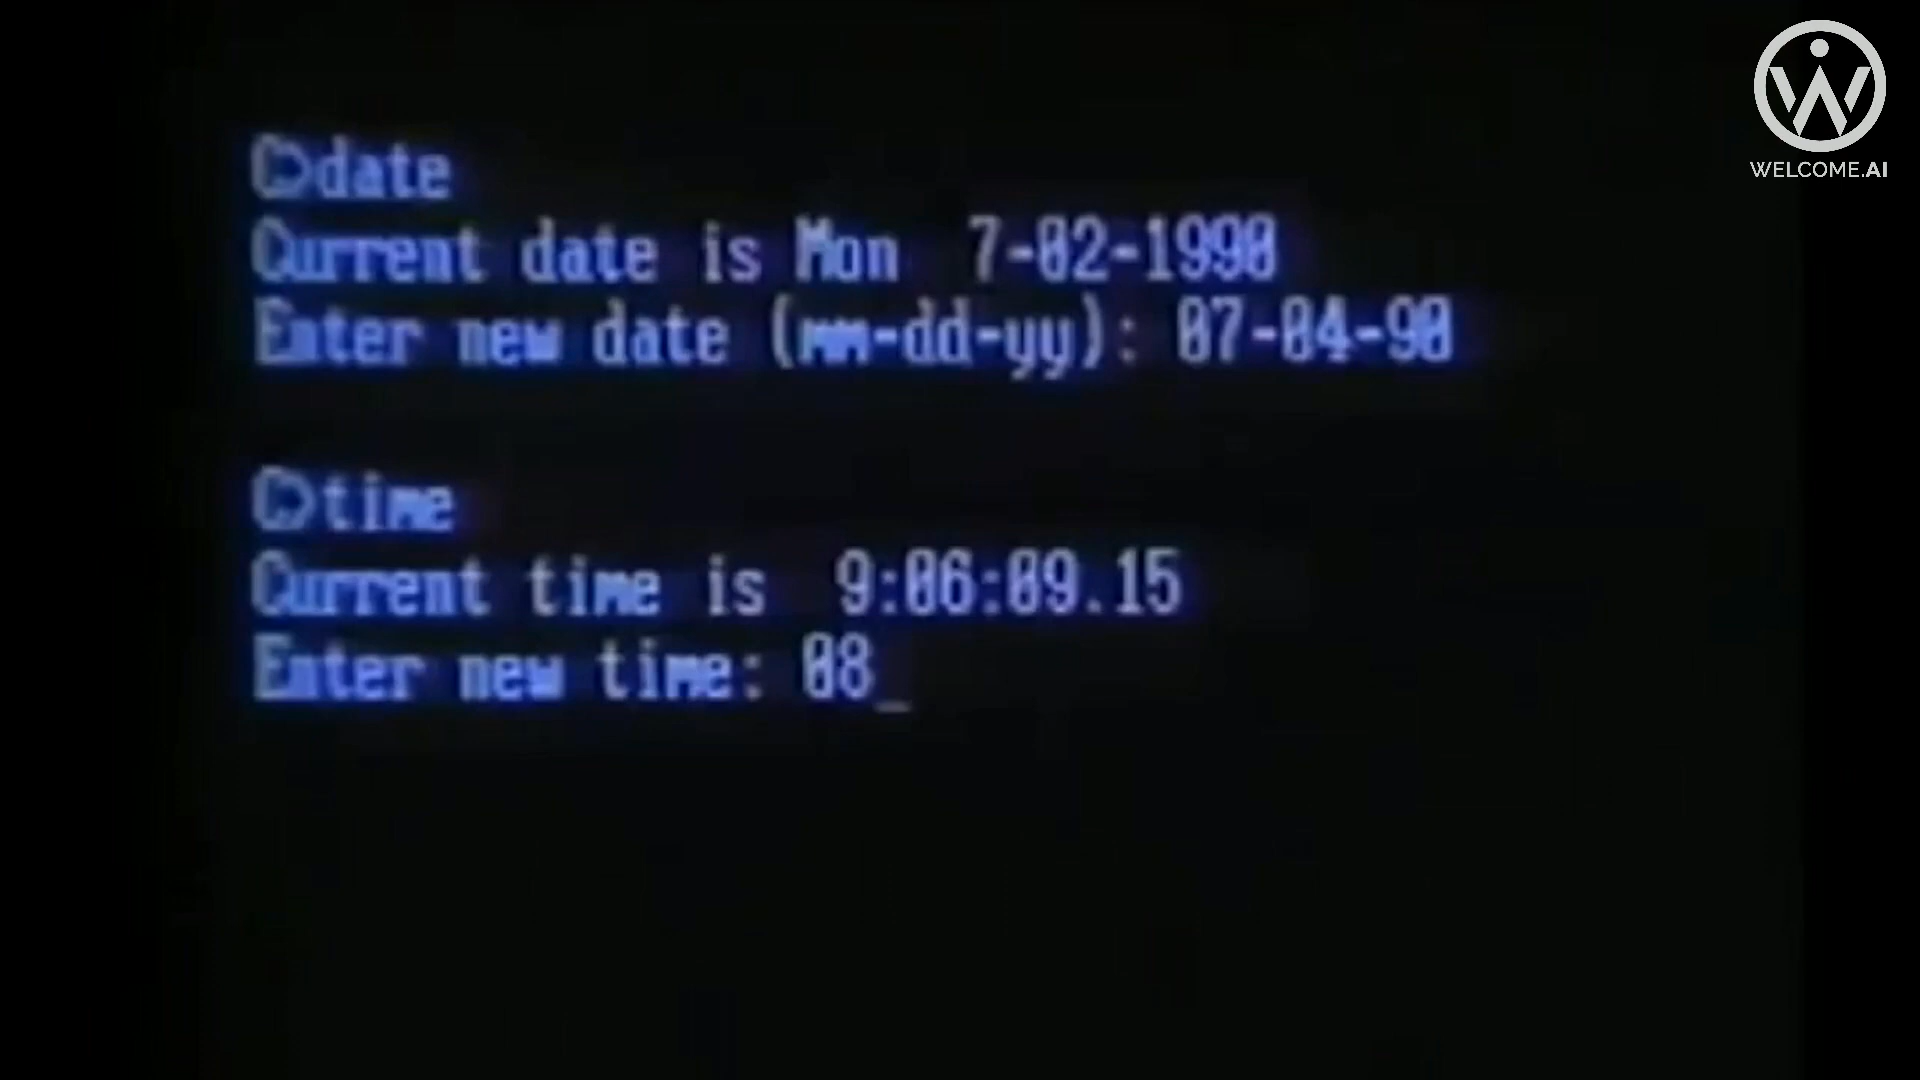 C>date
Current date is Mon  7-02-1990
Enter new date (mm-dd-yy): 07-04-90
C>time
Current time is  9:06:09.15
Enter new time: 08_
WELCOME.AI